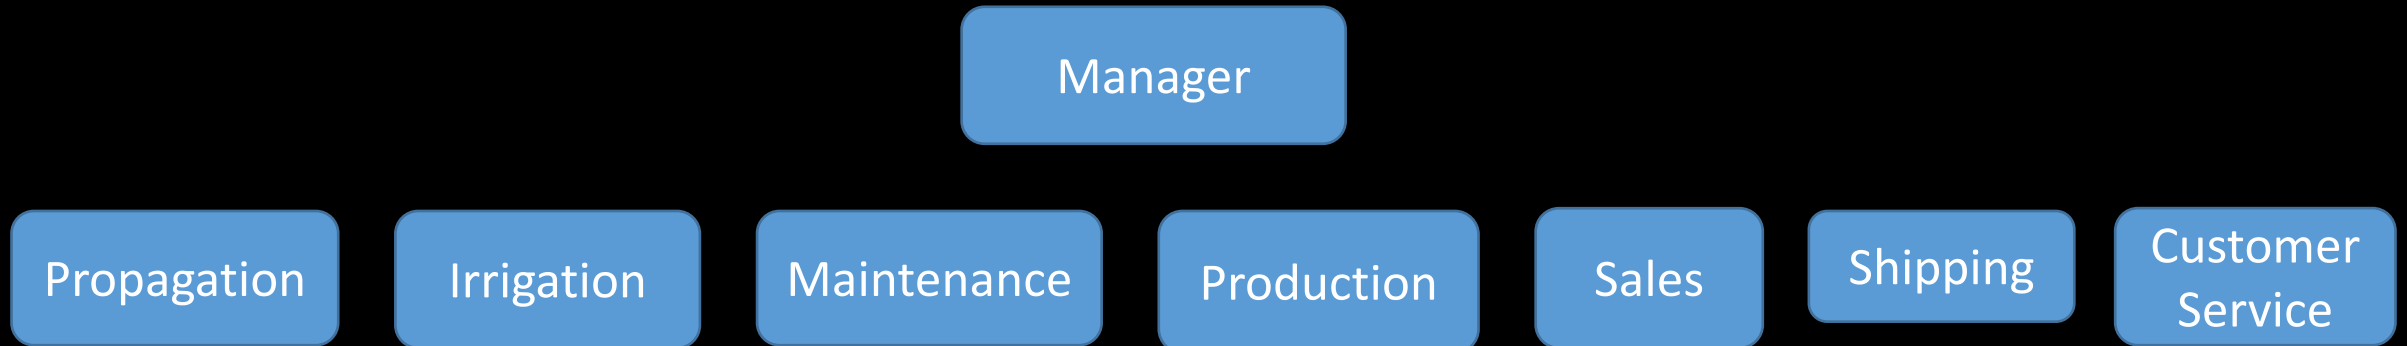 Manager
Propagation
Irrigation
Maintenance
Production
Sales
Shipping
Customer
Service